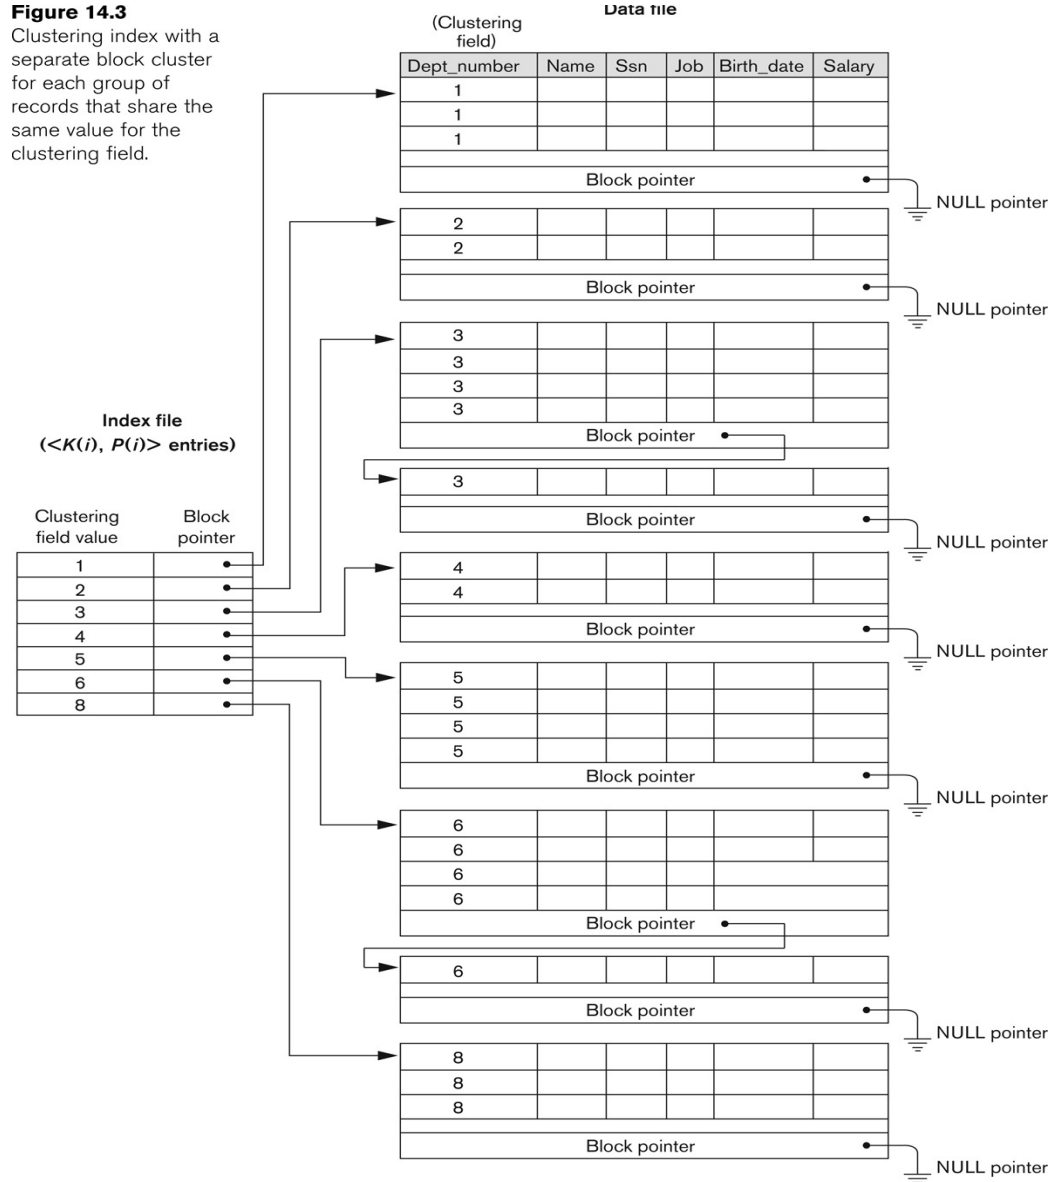 Figure 14.3
Clustering index with a
separate block cluster
for each group of
records that share the
same value for the
clustering field.
Data file
(Clustering
field)
Dept_number Name Ssn Job Birth_date Salary
1
1
1
Block pointer
NULL pointer
2
2
Block pointer
NULL pointer
3
3
3
3
Block pointer
3
Block pointer
NULL pointer
Index file
(<K(i), P(i)> entries)
Clustering
field value
Block
pointer
1
2
3
4
5
6
8
4
4
Block pointer
NULL pointer
5
5
5
5
Block pointer
NULL pointer
6
6
6
6
Block pointer
6
Block pointer
NULL pointer
8
8
8
Block pointer
NULL pointer